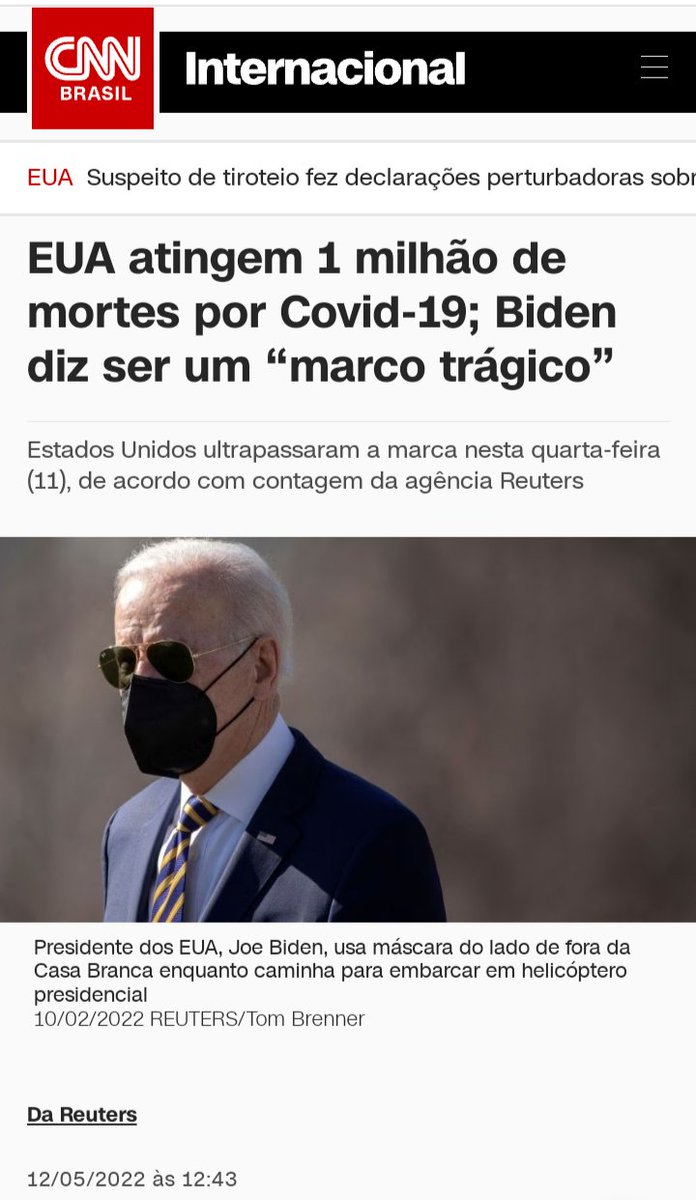 CNN
BRASIL
Internacional
EUA Suspeito de tiroteio fez declarações perturbadoras sobr
EUA atingem 1 milhão de
mortes por Covid-19; Biden
diz ser um “marco trágico”
Estados Unidos ultrapassaram a marca nesta quarta-feira
(11), de acordo com contagem da agência Reuters
Presidente dos EUA, Joe Biden, usa máscara do lado de fora da
Casa Branca enquanto caminha para embarcar em helicóptero
presidencial
10/02/2022 REUTERS/Tom Brenner
Da Reuters
12/05/2022 às 12:43